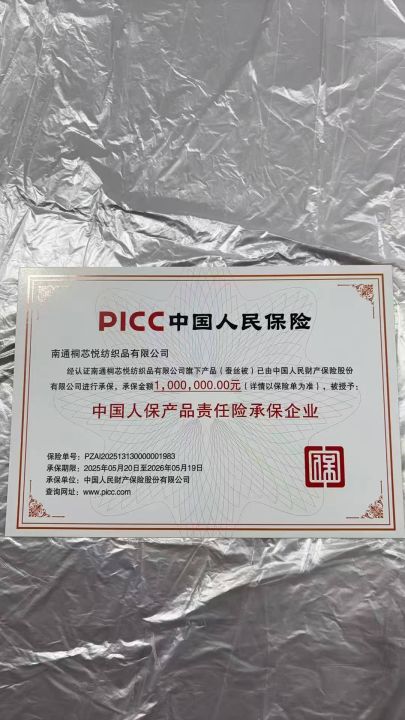 PICC中国人民保险
南通桐芯悦纺织品有限公司
经认证南通桐芯悦纺织品有限公司旗下产品（蚕丝被）已由中国人民财产保险股份
有限公司进行承保，承保金额1,000,000.00元（详情以保险单为准），被授予：
中国人保产品责任险承保企业
保险单号：PZAI202513130000001983
承保期限：2025年05月20日至2026年05月19日
承保单位：中国人民财产保险股份有限公司
查询网址：www.picc.com
保